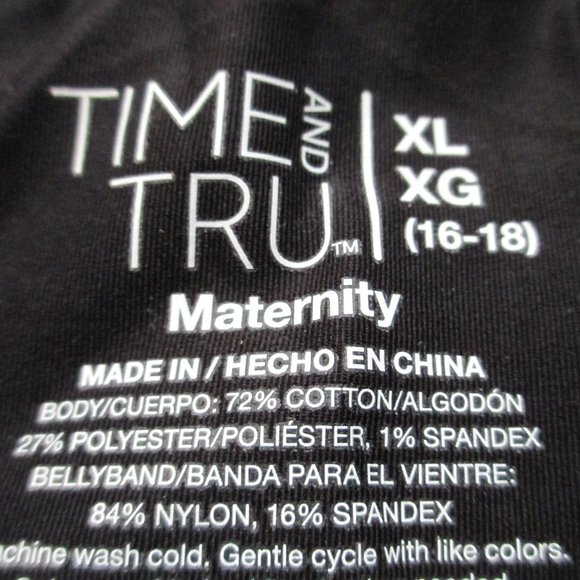 TIME AND TRU™
XL
XG
(16-18)
Maternity
MADE IN / HECHO EN CHINA
BODY/CUERPO: 72% COTTON/ALGODÓN
27% POLYESTER/POLIÉSTER, 1% SPANDEX
BELLYBAND/BANDA PARA EL VIENTRE:
84% NYLON, 16% SPANDEX
wash cold. Gentle cycle with like colors.